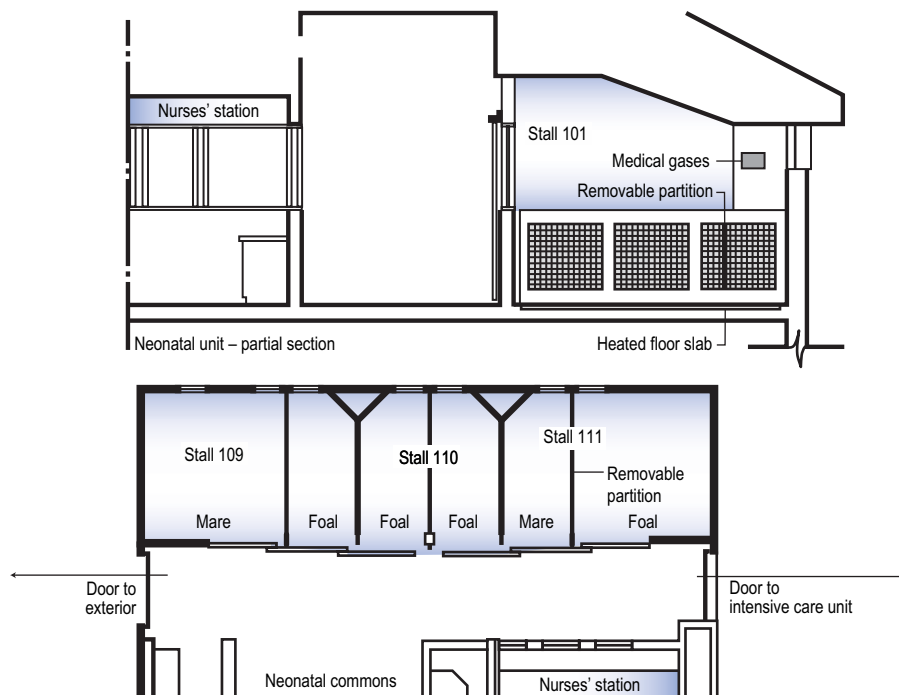 Nurses' station
Stall 101
Medical gases
Removable partition
Neonatal unit – partial section
Heated floor slab
Stall 109
Stall 110
Stall 111
Removable
partition
Mare
Foal
Foal
Foal
Mare
Foal
Door to
exterior
Door to
intensive care unit
Neonatal commons
Nurses' station